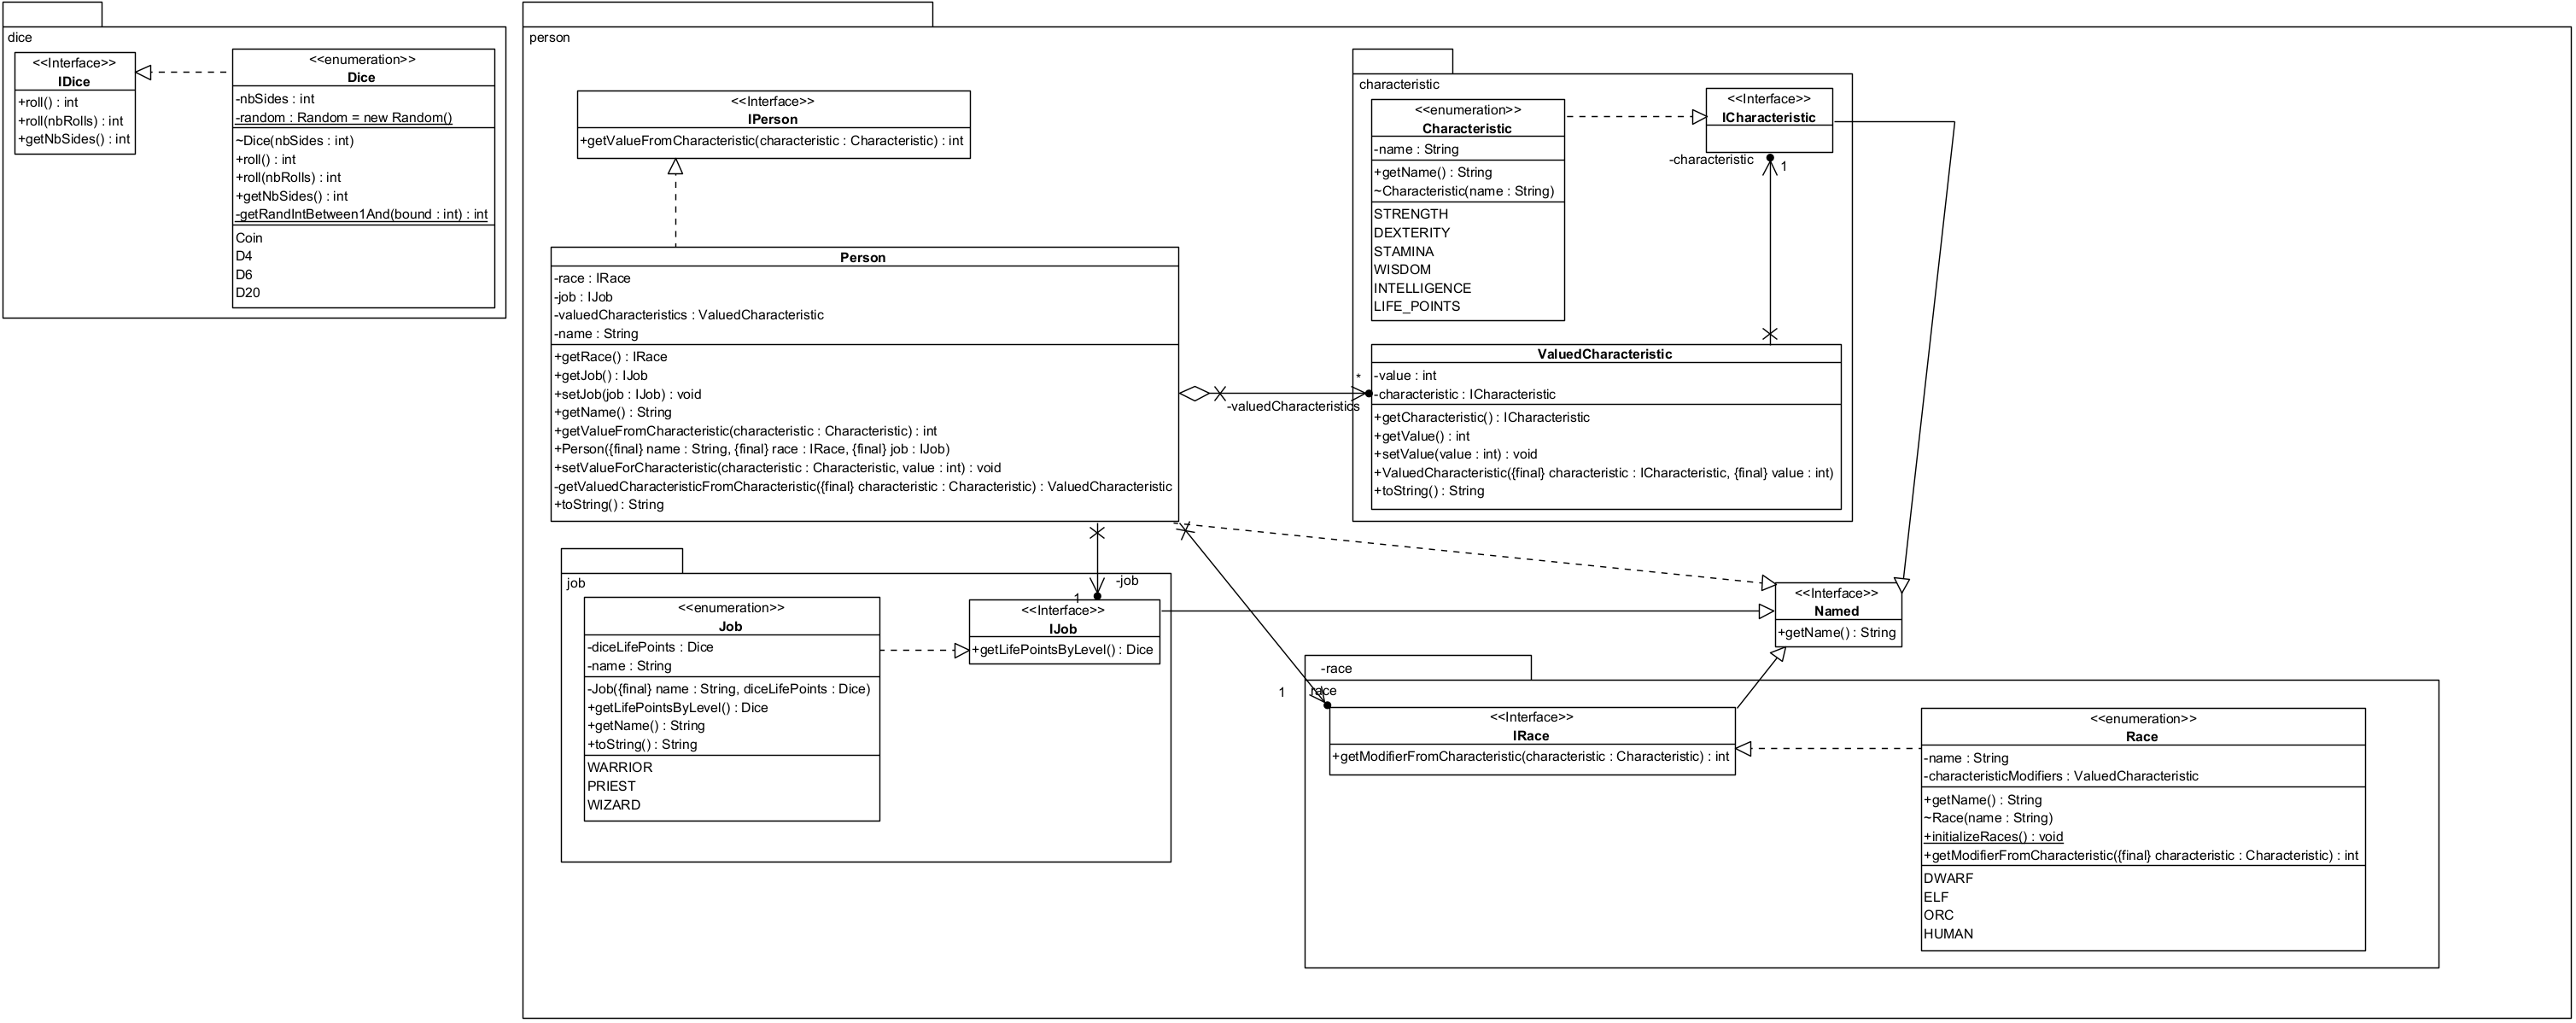 dice
<<Interface>>
IDice
+roll() : int
+roll(nbRolls) : int
+getNbSides() : int
<<enumeration>>
Dice
-nbSides : int
-random : Random = new Random()
~Dice(nbSides : int)
+roll() : int
+roll(nbRolls) : int
+getNbSides() : int
-getRandIntBetween1And(bound : int) : int
Coin
D4
D6
D20
person
<<Interface>>
IPerson
+getValueFromCharacteristic(characteristic : Characteristic) : int
Person
-race : IRace
-job : IJob
-valuedCharacteristics : ValuedCharacteristic
-name : String
+getRace() : IRace
+getJob() : IJob
+setJob(job : IJob) : void
+getName() : String
+getValueFromCharacteristic(characteristic : Characteristic) : int
+Person({final} name : String, {final} race : IRace, {final} job : IJob)
+setValueForCharacteristic(characteristic : Characteristic, value : int) : void
-getValuedCharacteristicFromCharacteristic({final} characteristic : Characteristic) : ValuedCharacteristic
+toString() : String
*
-valuedCharacteristics
characteristic
<<enumeration>>
Characteristic
-name : String
+getName() : String
~Characteristic(name : String)
STRENGTH
DEXTERITY
STAMINA
WISDOM
INTELLIGENCE
LIFE_POINTS
<<Interface>>
ICharacteristic
-characteristic
1
ValuedCharacteristic
-value : int
-characteristic : ICharacteristic
+getCharacteristic() : ICharacteristic
+getValue() : int
+setValue(value : int) : void
+ValuedCharacteristic({final} characteristic : ICharacteristic, {final} value : int)
+toString() : String
job
<<enumeration>>
Job
-diceLifePoints : Dice
-name : String
-Job({final} name : String, diceLifePoints : Dice)
+getLifePointsByLevel() : Dice
+getName() : String
+toString() : String
WARRIOR
PRIEST
WIZARD
-job
1
<<Interface>>
IJob
+getLifePointsByLevel() : Dice
<<Interface>>
Named
+getName() : String
-race
1
race
<<Interface>>
IRace
+getModifierFromCharacteristic(characteristic : Characteristic) : int
<<enumeration>>
Race
-name : String
-characteristicModifiers : ValuedCharacteristic
+getName() : String
~Race(name : String)
+initializeRaces() : void
+getModifierFromCharacteristic({final} characteristic : Characteristic) : int
DWARF
ELF
ORC
HUMAN